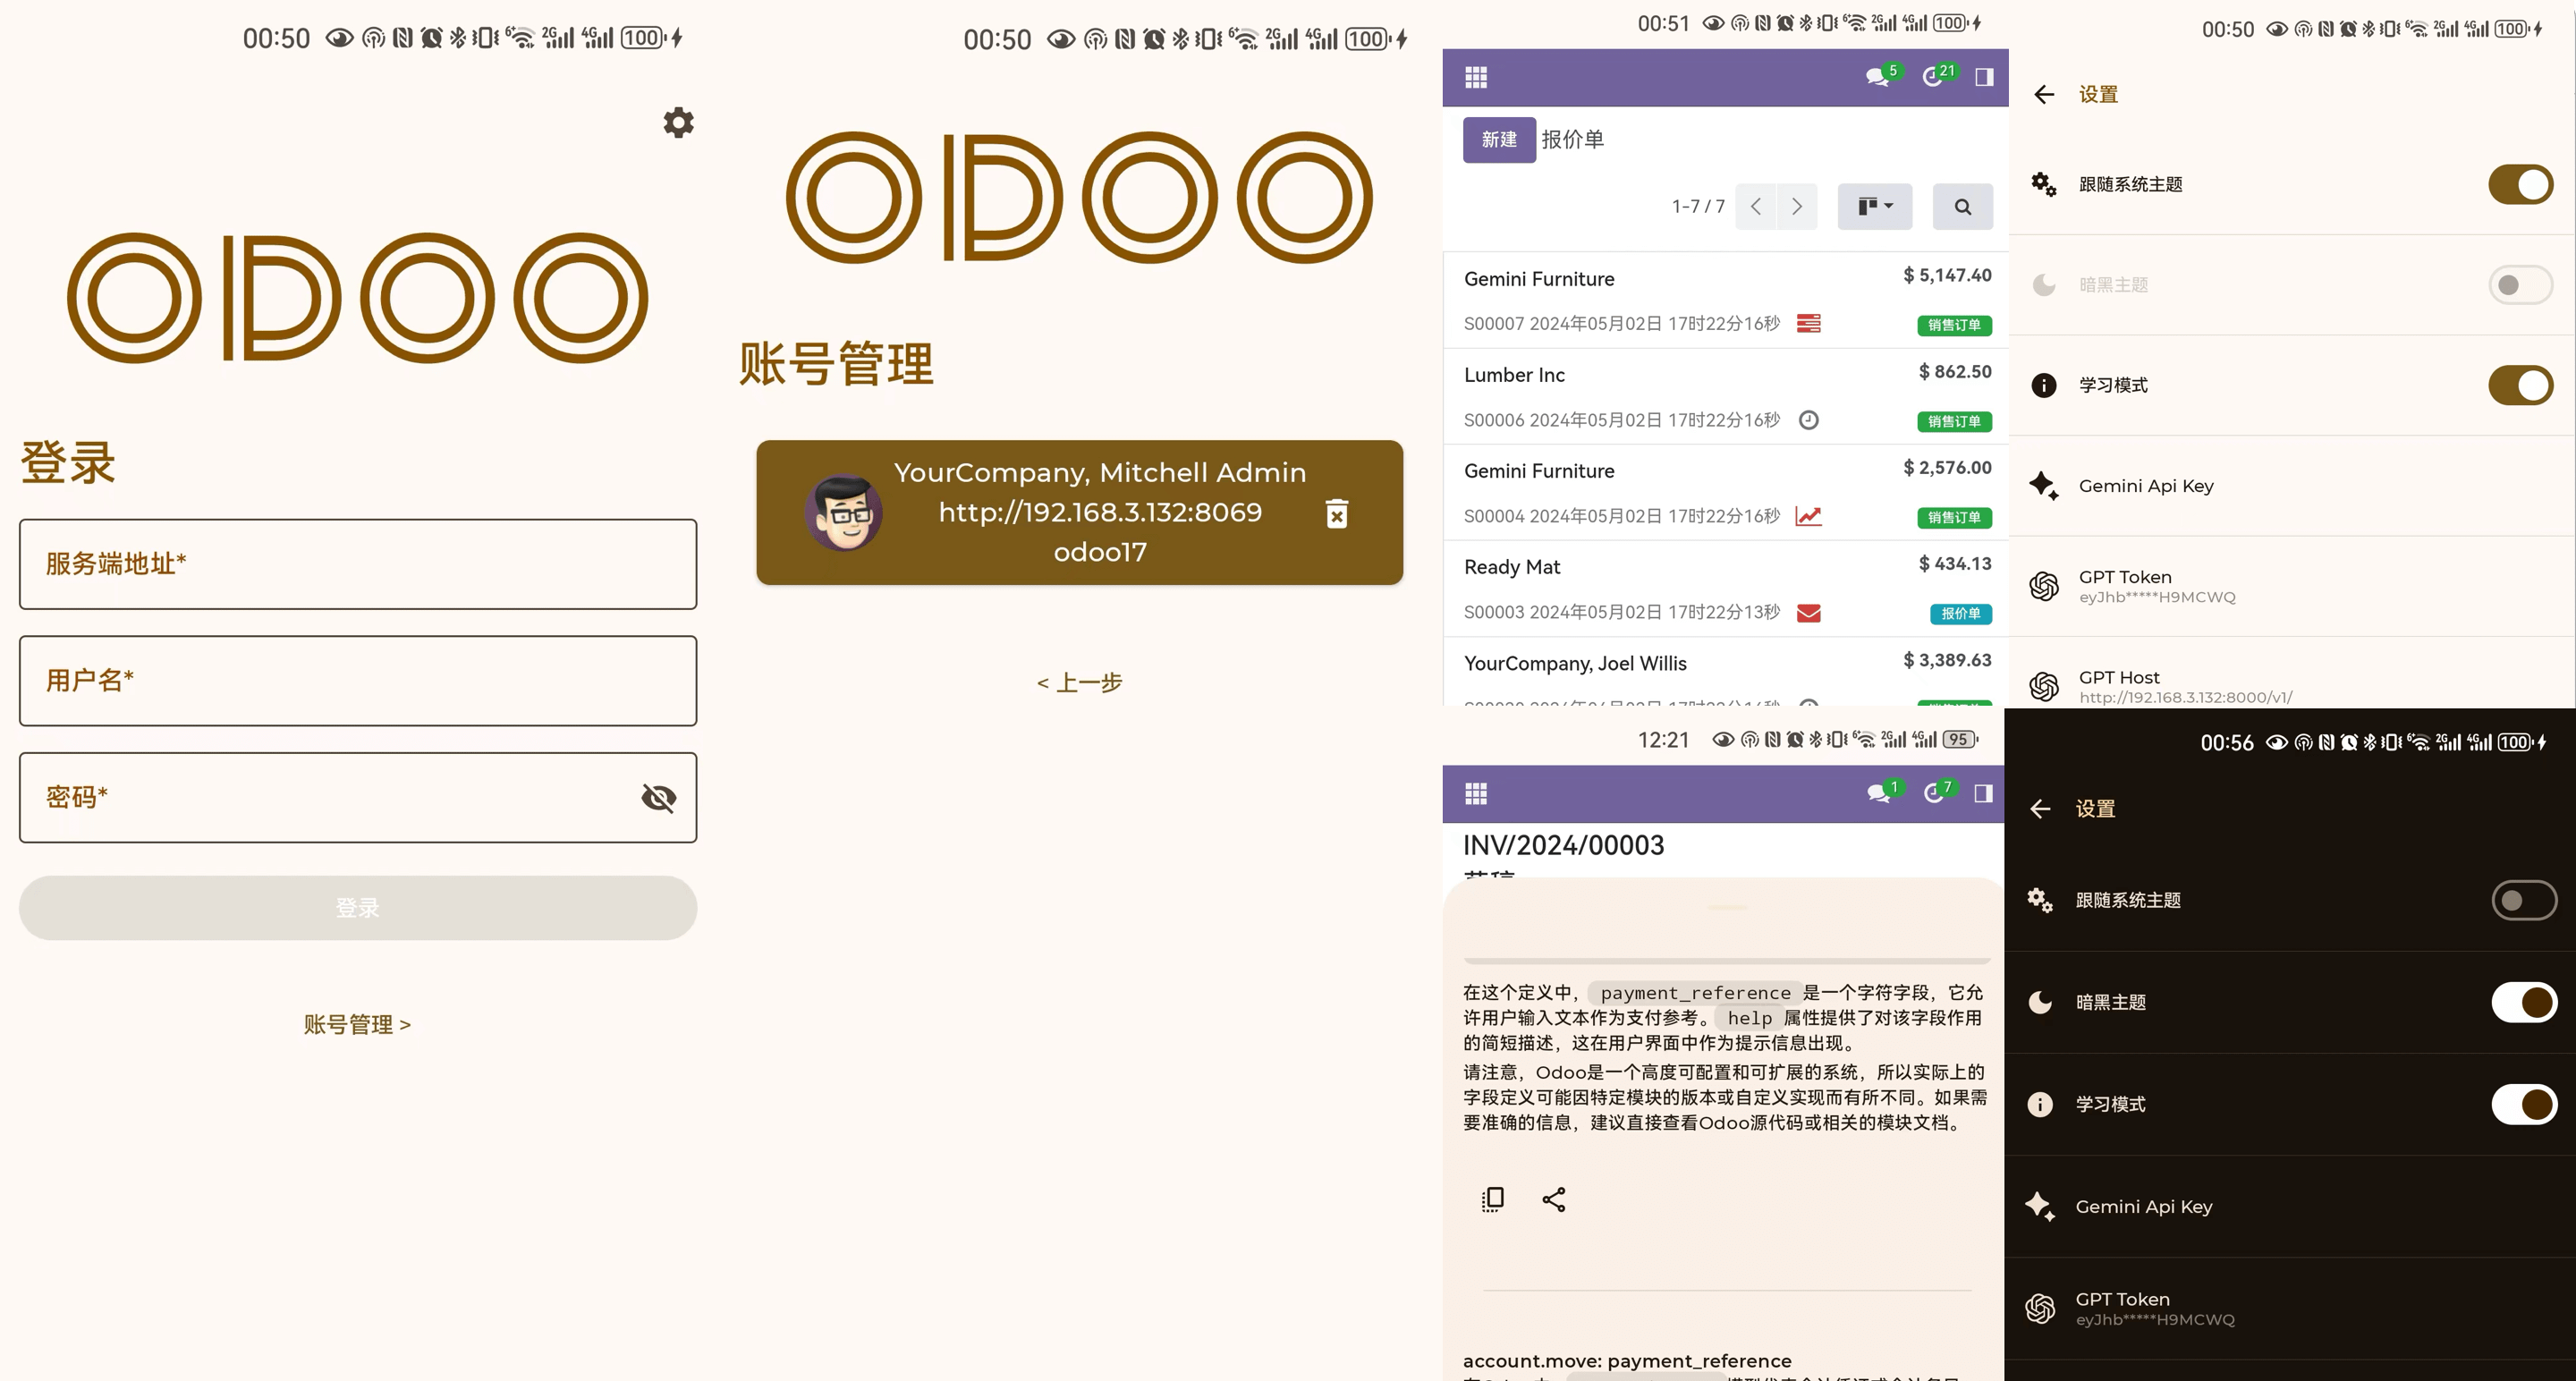 00:50 2G 4G 100
ODOO
登录
服务端地址*
用户名*
密码*
登录
账号管理 >
00:50 2G 4G 100
ODOO
账号管理
YourCompany, Mitchell Admin
http://192.168.3.132:8069
odoo17
< 上一步
00:51 2G 4G 100
5 21
新建 报价单
1-7 / 7
Gemini Furniture $ 5,147.40
S00007 2024年05月02日 17时22分16秒 销售订单
Lumber Inc $ 862.50
S00006 2024年05月02日 17时22分16秒 销售订单
Gemini Furniture $ 2,576.00
S00004 2024年05月02日 17时22分16秒 销售订单
Ready Mat $ 434.13
S00003 2024年05月02日 17时22分13秒 报价单
YourCompany, Joel Willis $ 3,389.63
00:50 2G 4G 100
设置
跟随系统主题
暗黑主题
学习模式
Gemini Api Key
GPT Token
eyJhb*****H9MCWQ
GPT Host
http://192.168.3.132:8000/v1/
12:21 2G 4G 95
1 7
INV/2024/00003
在这个定义中， payment_reference 是一个字符字段，它允
许用户输入文本作为支付参考。 help 属性提供了对该字段作用
的简短描述，这在用户界面中作为提示信息出现。
请注意，Odoo是一个高度可配置和可扩展的系统，所以实际上的
字段定义可能因特定模块的版本或自定义实现而有所不同。如果需
要准确的信息，建议直接查看Odoo源代码或相关的模块文档。
account.move: payment_reference
00:56 2G 4G 100
设置
跟随系统主题
暗黑主题
学习模式
Gemini Api Key
GPT Token
eyJhb*****H9MCWQ